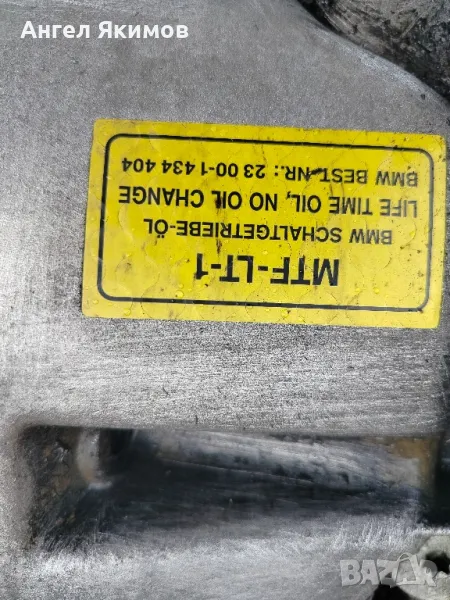 Ангел Якимов
MTF-LT-1
BMW SCHALTGETRIEBE-ÖL
LIFE TIME OIL, NO OIL CHANGE
BMW BEST.-NR.: 23 00-1 434 404
BAZAR